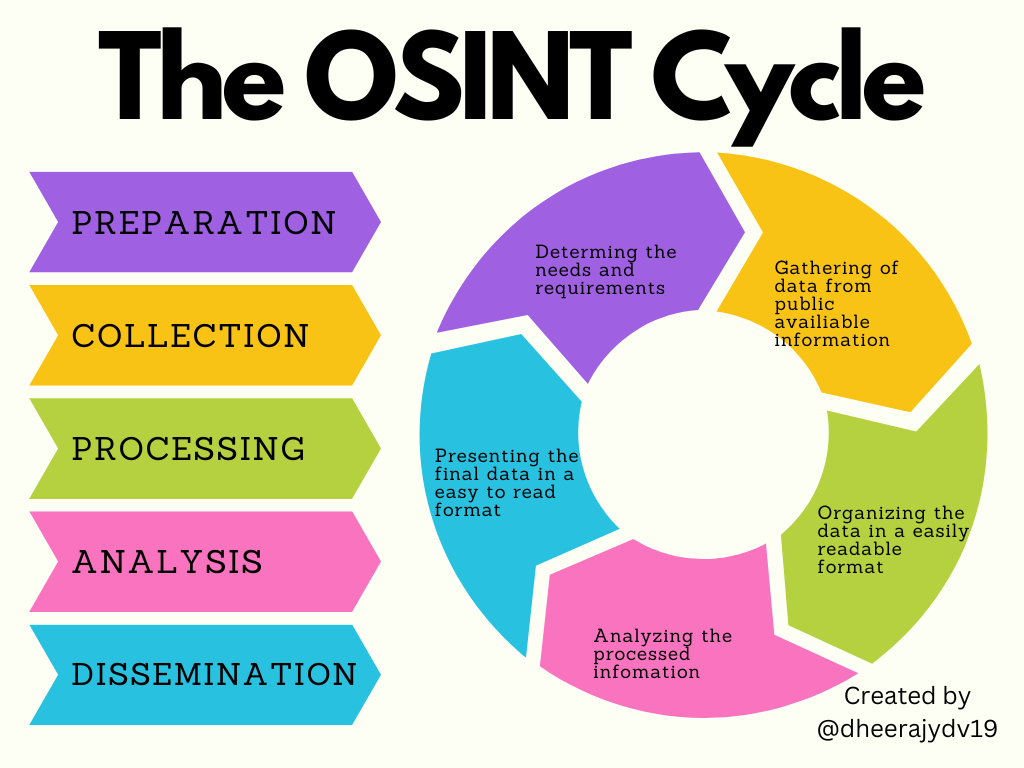 The OSINT Cycle
PREPARATION
COLLECTION
PROCESSING
ANALYSIS
DISSEMINATION
Determing the
needs and
requirements
Gathering of
data from
public
availiable
information
Organizing the
data in a easily
readable
format
Analyzing the
processed
infomation
Presenting the
final data in a
easy to read
format
Created by
@dheerajydv19